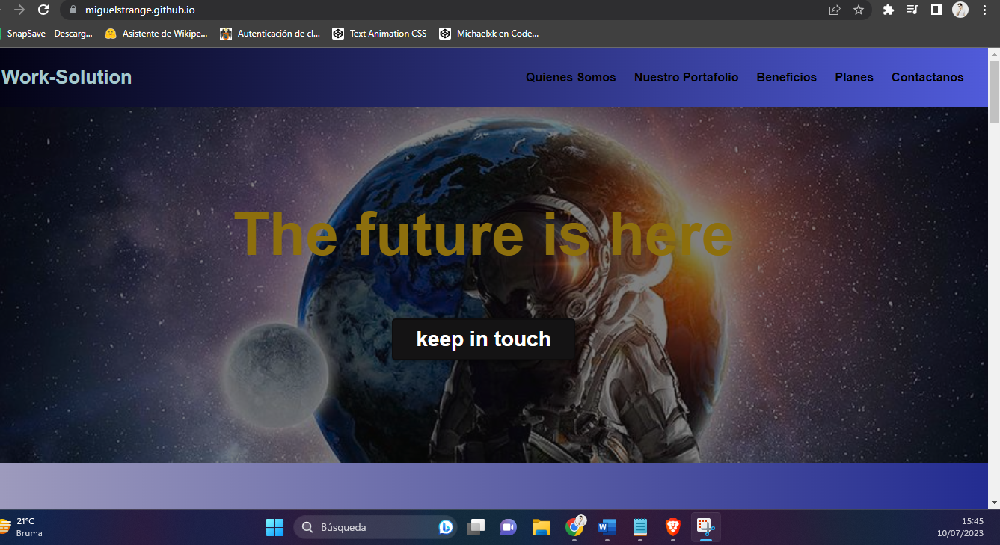 miguelstrange.github.io
SnapSave - Descarg...
Asistente de Wikipe...
Autenticación de cl...
Text Animation CSS
Michaelxk en Code...
Work-Solution
Quienes Somos
Nuestro Portafolio
Beneficios
Planes
Contactanos
The future is here
keep in touch
21°C
Bruma
Búsqueda
15:45
10/07/2023